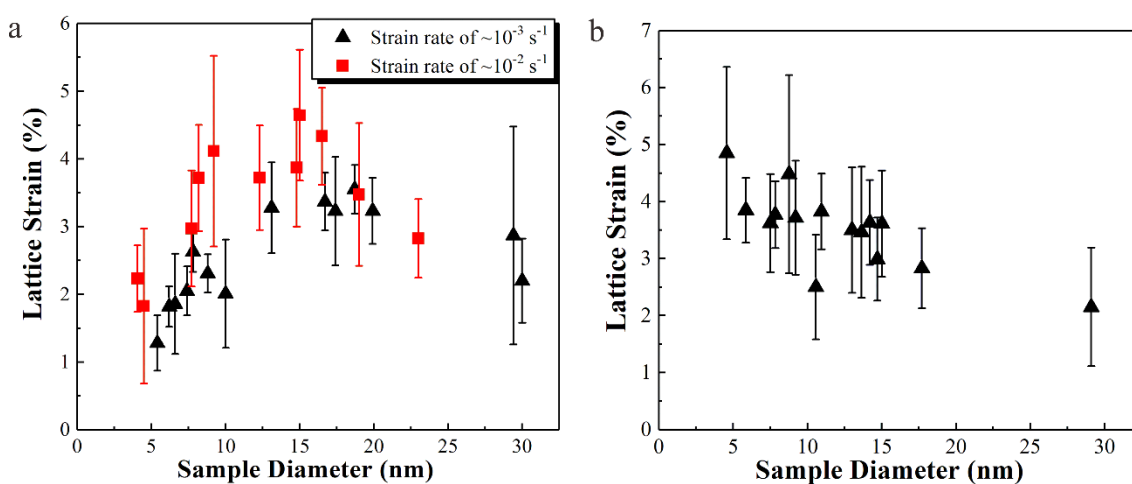 a
6
5
4
3
2
1
0
Lattice Strain (%)
Strain rate of ~10⁻³ s⁻¹
Strain rate of ~10⁻² s⁻¹
0 5 10 15 20 25 30
Sample Diameter (nm)
b
7
6
5
4
3
2
1
0
Lattice Strain (%)
0 5 10 15 20 25 30
Sample Diameter (nm)